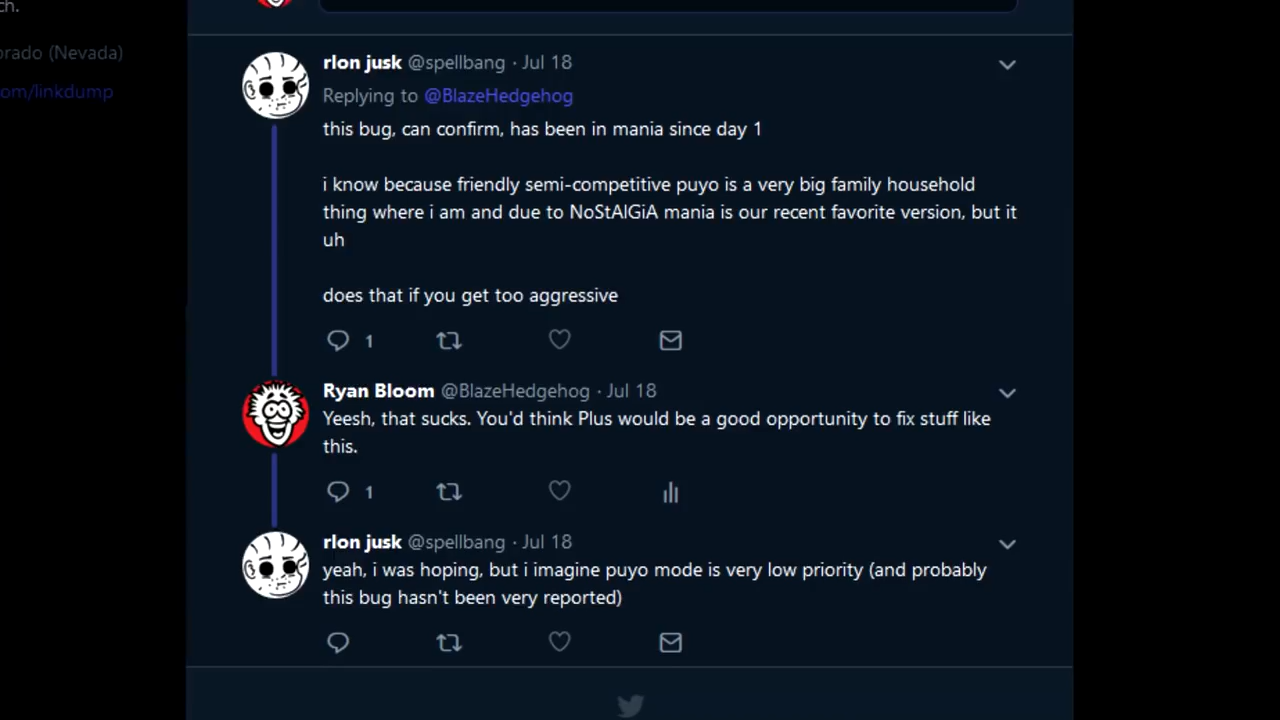 ch.
orado (Nevada)
om/linkdump
rlon jusk @spellbang · Jul 18
Replying to @BlazeHedgehog
this bug, can confirm, has been in mania since day 1
i know because friendly semi-competitive puyo is a very big family household
thing where i am and due to NoStAlGiA mania is our recent favorite version, but it
uh
does that if you get too aggressive
1
Ryan Bloom @BlazeHedgehog · Jul 18
Yeesh, that sucks. You'd think Plus would be a good opportunity to fix stuff like
this.
1
rlon jusk @spellbang · Jul 18
yeah, i was hoping, but i imagine puyo mode is very low priority (and probably
this bug hasn't been very reported)